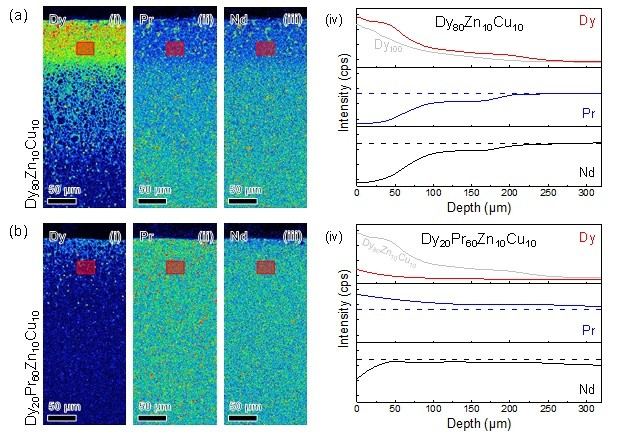 (a) Dy (i) Pr (ii) Nd (iii)
Dy80Zn10Cu10
50 μm 50 μm 50 μm
(iv) Dy80Zn10Cu10 Dy
Dy100
Pr
Nd
Intensity (cps)
0 50 100 150 200 250 300
Depth (μm)
(b) Dy (i) Pr (ii) Nd (iii)
Dy20Pr60Zn10Cu10
50 μm 50 μm 50 μm
(iv) Dy20Pr60Zn10Cu10 Dy
Dy80Zn10Cu10
Pr
Nd
Intensity (cps)
0 50 100 150 200 250 300
Depth (μm)